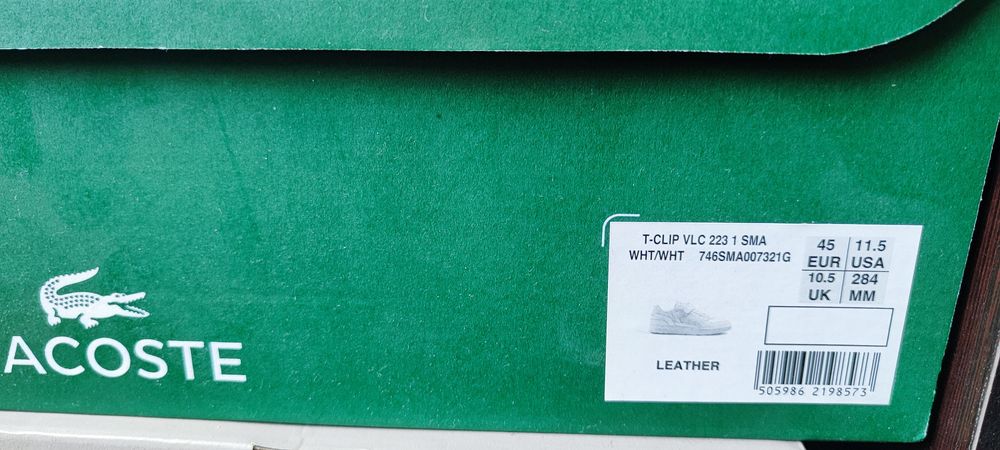 ACOSTE
T-CLIP VLC 223 1 SMA
WHT/WHT 746SMA007321G
45 11.5
EUR USA
10.5 284
UK MM
LEATHER
505986 2198573